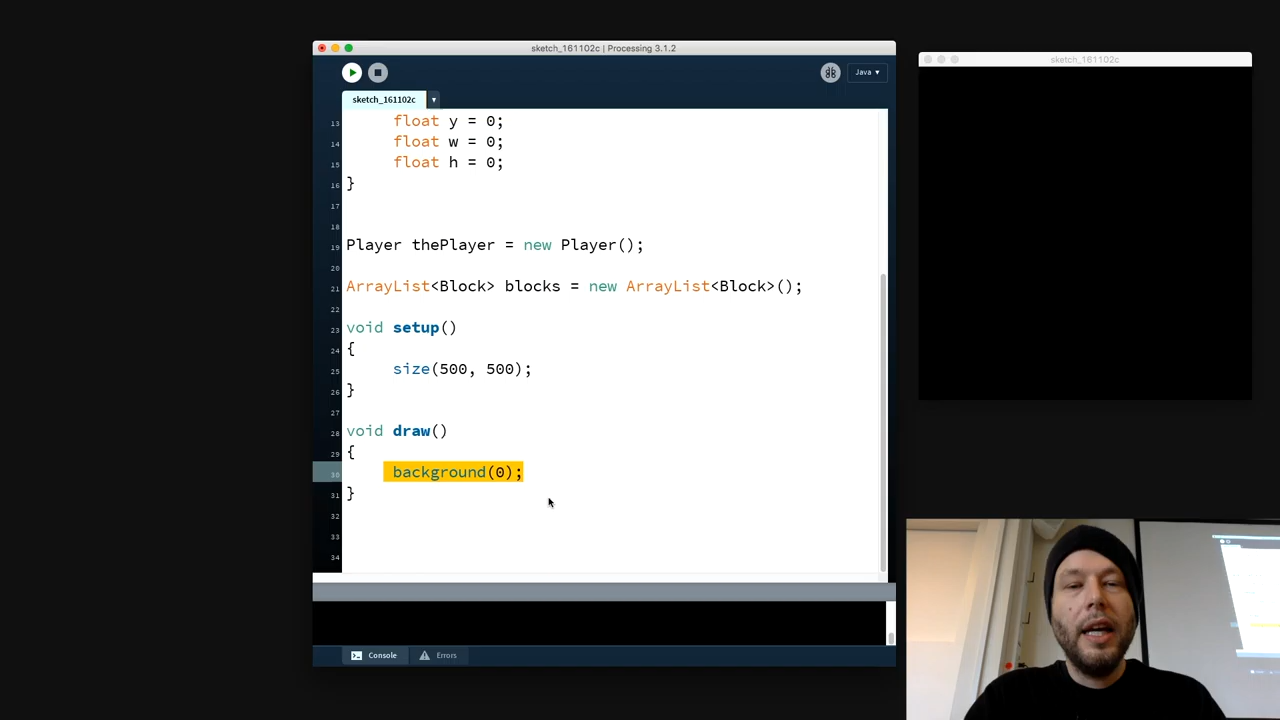 sketch_161102c | Processing 3.1.2
sketch_161102c
Java ▾
sketch_161102c ▾
13 float y = 0;
14 float w = 0;
15 float h = 0;
16 }
17
18
19 Player thePlayer = new Player();
20
21 ArrayList<Block> blocks = new ArrayList<Block>();
22
23 void setup()
24 {
25 size(500, 500);
26 }
27
28 void draw()
29 {
30 background(0);
31 }
32
33
34
Console Errors